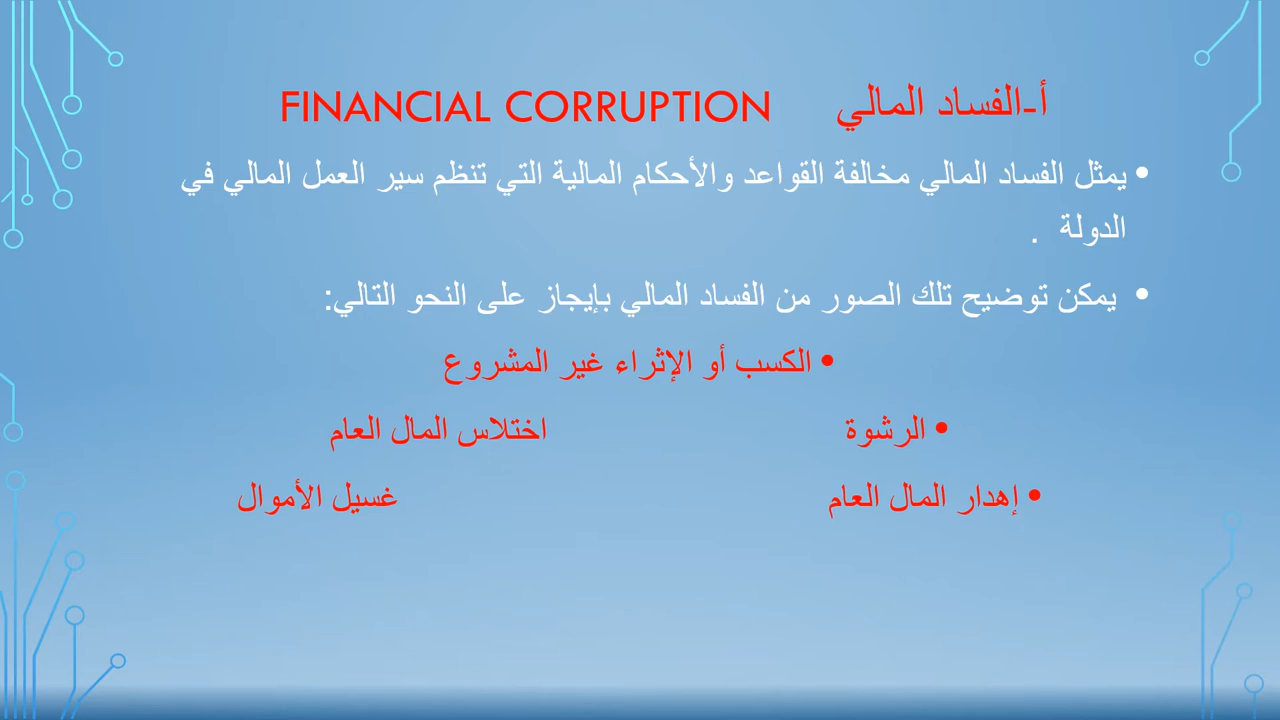 أ-الفساد المالي FINANCIAL CORRUPTION
• يمثل الفساد المالي مخالفة القواعد والأحكام المالية التي تنظم سير العمل المالي في
الدولة .
• يمكن توضيح تلك الصور من الفساد المالي بإيجاز على النحو التالي:
• الكسب أو الإثراء غير المشروع
• الرشوة اختلاس المال العام
• إهدار المال العام غسيل الأموال